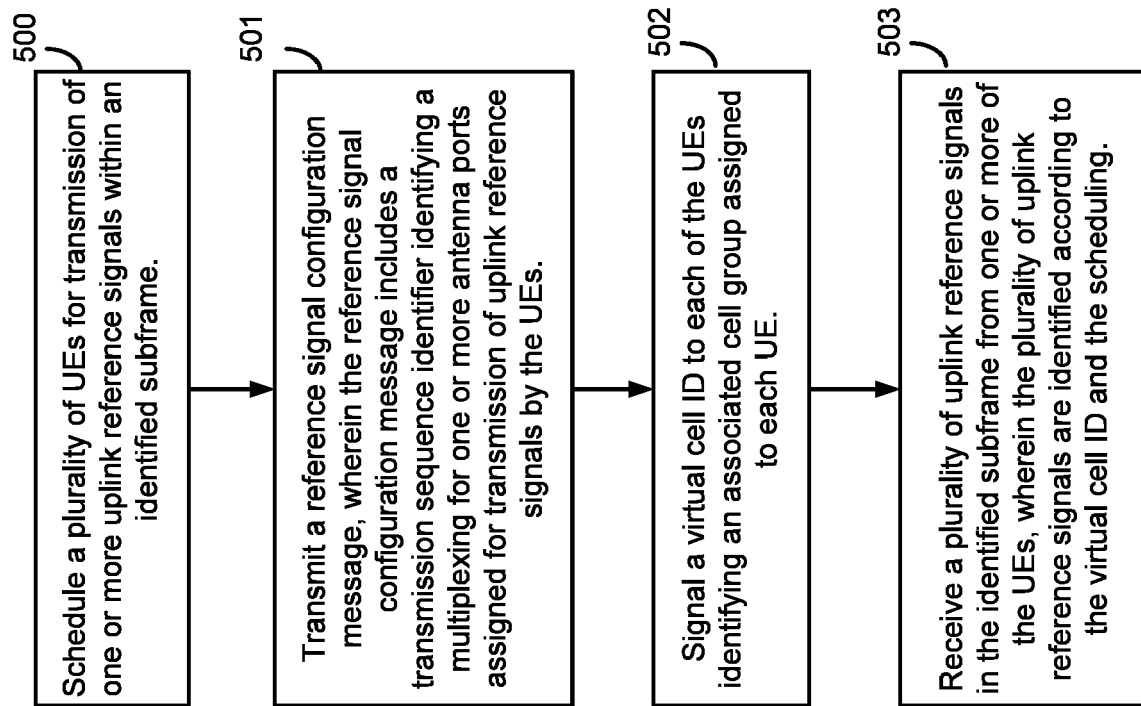 500
Schedule a plurality of UEs for transmission of
one or more uplink reference signals within an
identified subframe.
501
Transmit a reference signal configuration
message, wherein the reference signal
configuration message includes a
transmission sequence identifier identifying a
multiplexing for one or more antenna ports
assigned for transmission of uplink reference
signals by the UEs.
502
Signal a virtual cell ID to each of the UEs
identifying an associated cell group assigned
to each UE.
503
Receive a plurality of uplink reference signals
in the identified subframe from one or more of
the UEs, wherein the plurality of uplink
reference signals are identified according to
the virtual cell ID and the scheduling.